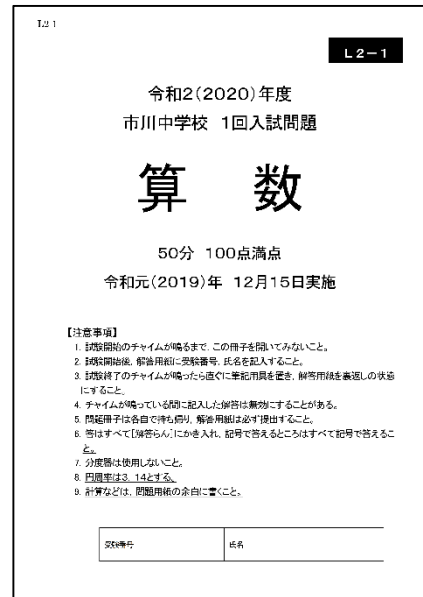 L2-1
L2-1
令和2(2020)年度
市川中学校 1回入試問題
算 数
50分 100点満点
令和元(2019)年 12月15日実施
【注意事項】
1. 試験開始のチャイムが鳴るまで、この冊子を開いてみないこと。
2. 試験開始後、解答用紙に受験番号、氏名を記入すること。
3. 試験終了のチャイムが鳴ったら直ぐに筆記用具を置き、解答用紙を裏返しの状態
にすること。
4. チャイムが鳴っている間に記入した解答は無効にすることがある。
5. 問題冊子は各自で持ち帰り、解答用紙は必ず提出すること。
6. 答はすべて[解答らん]にかき入れ、記号で答えるところはすべて記号で答えるこ
と。
7. 分度器は使用しないこと。
8. 円周率は3.14とする。
9. 計算などは、問題用紙の余白に書くこと。
受験番号
氏名